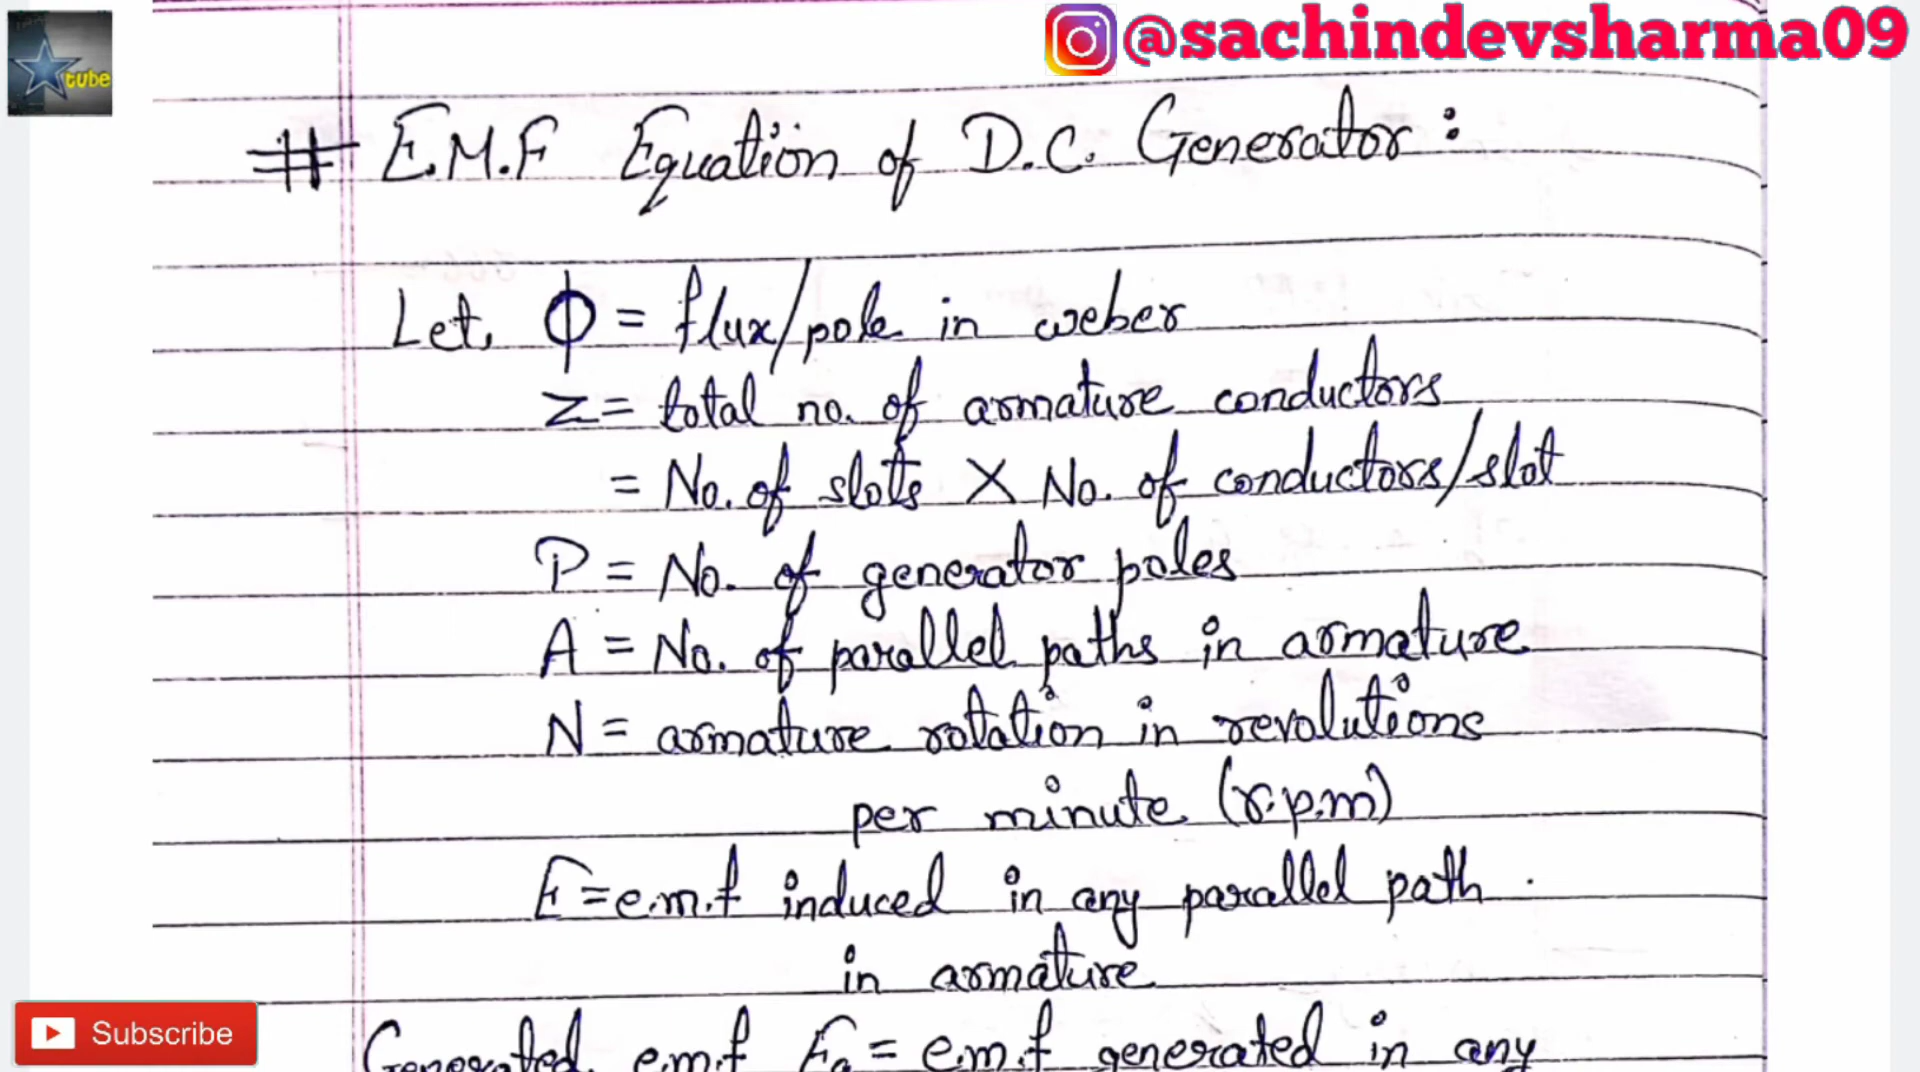 @sachindevsharma09
tube
# E.M.F Equation of D.C. Generator:
Let, ϕ = flux/pole in weber
Z = total no. of armature conductors
= No. of slots X No. of conductors/slot
P = No. of generator poles
A = No. of parallel paths in armature
N = armature rotation in revolutions
per minute (r.p.m)
E = e.m.f induced in any parallel path.
in armature
Subscribe
Generated e.m.f Eg = e.m.f generated in any